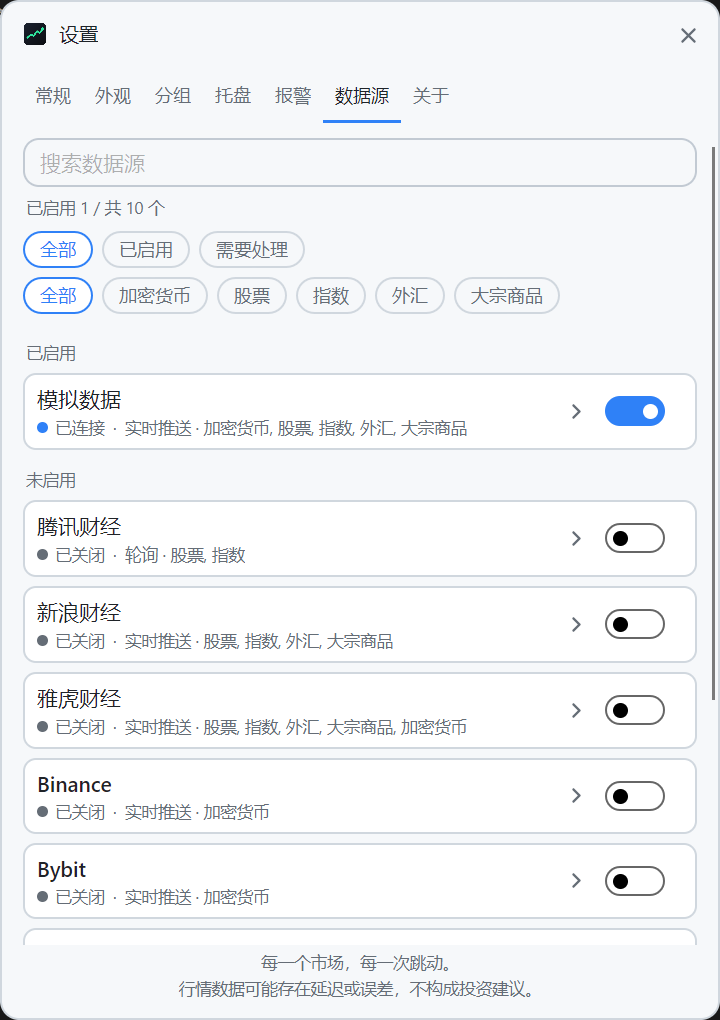 设置
常规 外观 分组 托盘 报警 数据源 关于
搜索数据源
已启用 1 / 共 10 个
全部 已启用 需要处理
全部 加密货币 股票 指数 外汇 大宗商品
已启用
模拟数据
已连接 · 实时推送 · 加密货币, 股票, 指数, 外汇, 大宗商品
未启用
腾讯财经
已关闭 · 轮询 · 股票, 指数
新浪财经
已关闭 · 实时推送 · 股票, 指数, 外汇, 大宗商品
雅虎财经
已关闭 · 实时推送 · 股票, 指数, 外汇, 大宗商品, 加密货币
Binance
已关闭 · 实时推送 · 加密货币
Bybit
已关闭 · 实时推送 · 加密货币
每一个市场，每一次跳动。
行情数据可能存在延迟或误差，不构成投资建议。